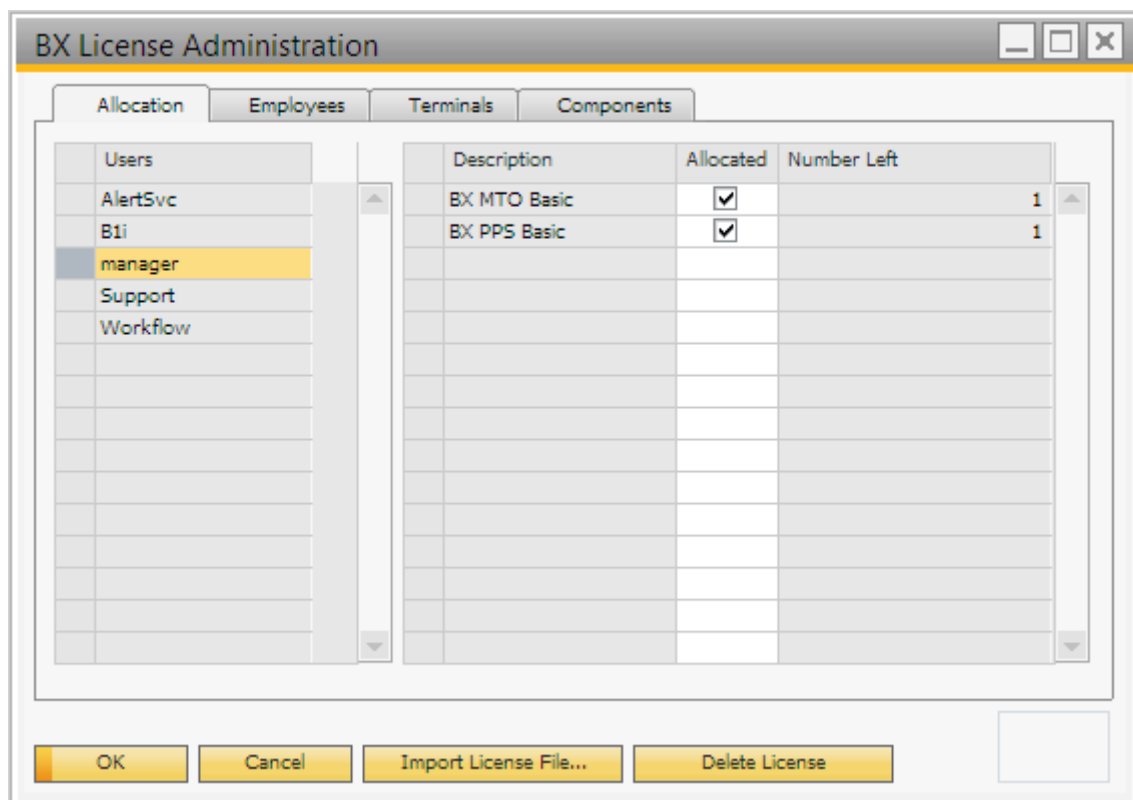 BX License Administration
Allocation Employees Terminals Components
Users Description Allocated Number Left
AlertSvc BX MTO Basic 1
B1i BX PPS Basic 1
manager
Support
Workflow
OK Cancel Import License File... Delete License